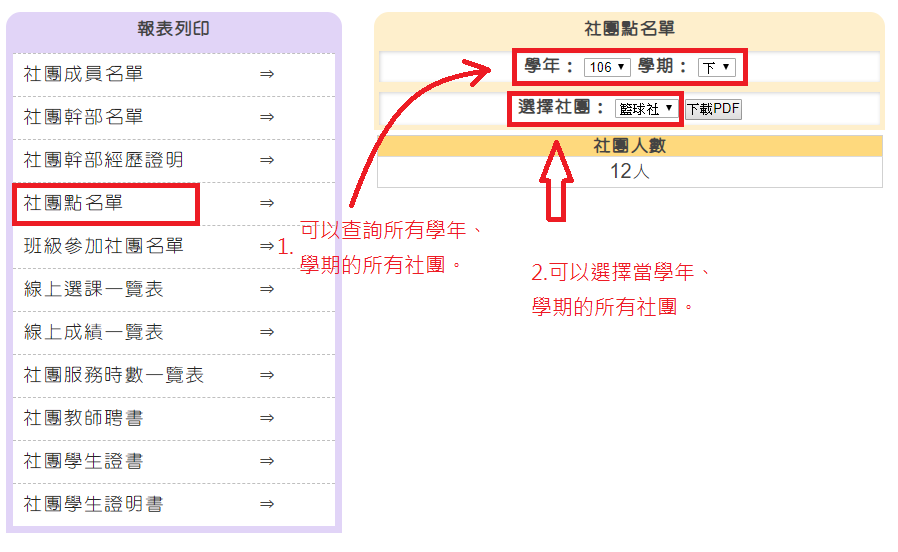 報表列印
社團成員名單 ⇒
社團幹部名單 ⇒
社團幹部經歷證明 ⇒
社團點名單 ⇒
班級參加社團名單 ⇒
線上選課一覽表 ⇒
線上成績一覽表 ⇒
社團服務時數一覽表 ⇒
社團教師聘書 ⇒
社團學生證書 ⇒
社團學生證明書 ⇒
社團點名單
學年： 106 學期： 下
選擇社團： 籃球社 下載PDF
社團人數
12人
1. 可以查詢所有學年、
學期的所有社團。
2.可以選擇當學年、
學期的所有社團。